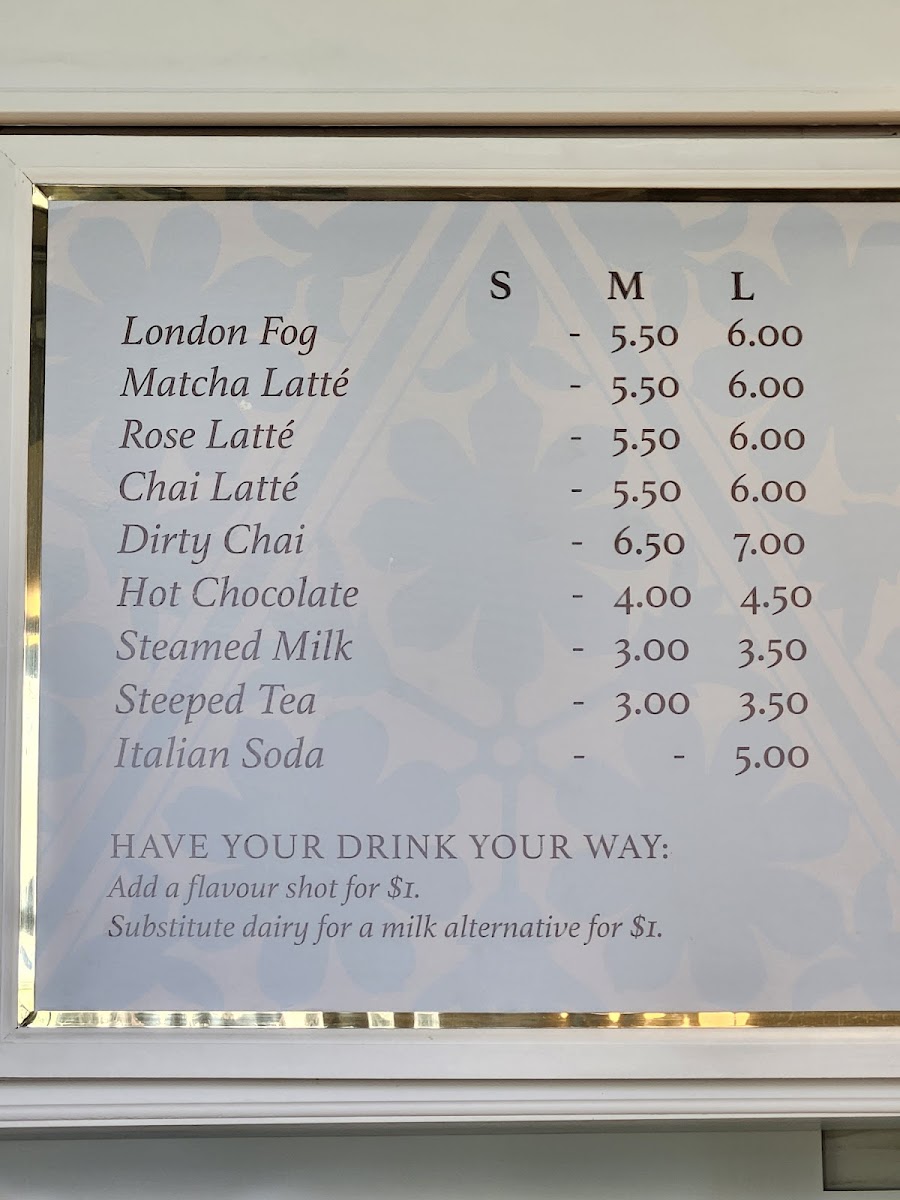 S M L
London Fog - 5.50 6.00
Matcha Latté - 5.50 6.00
Rose Latté - 5.50 6.00
Chai Latté - 5.50 6.00
Dirty Chai - 6.50 7.00
Hot Chocolate - 4.00 4.50
Steamed Milk - 3.00 3.50
Steeped Tea - 3.00 3.50
Italian Soda - - 5.00
HAVE YOUR DRINK YOUR WAY:
Add a flavour shot for $1.
Substitute dairy for a milk alternative for $1.